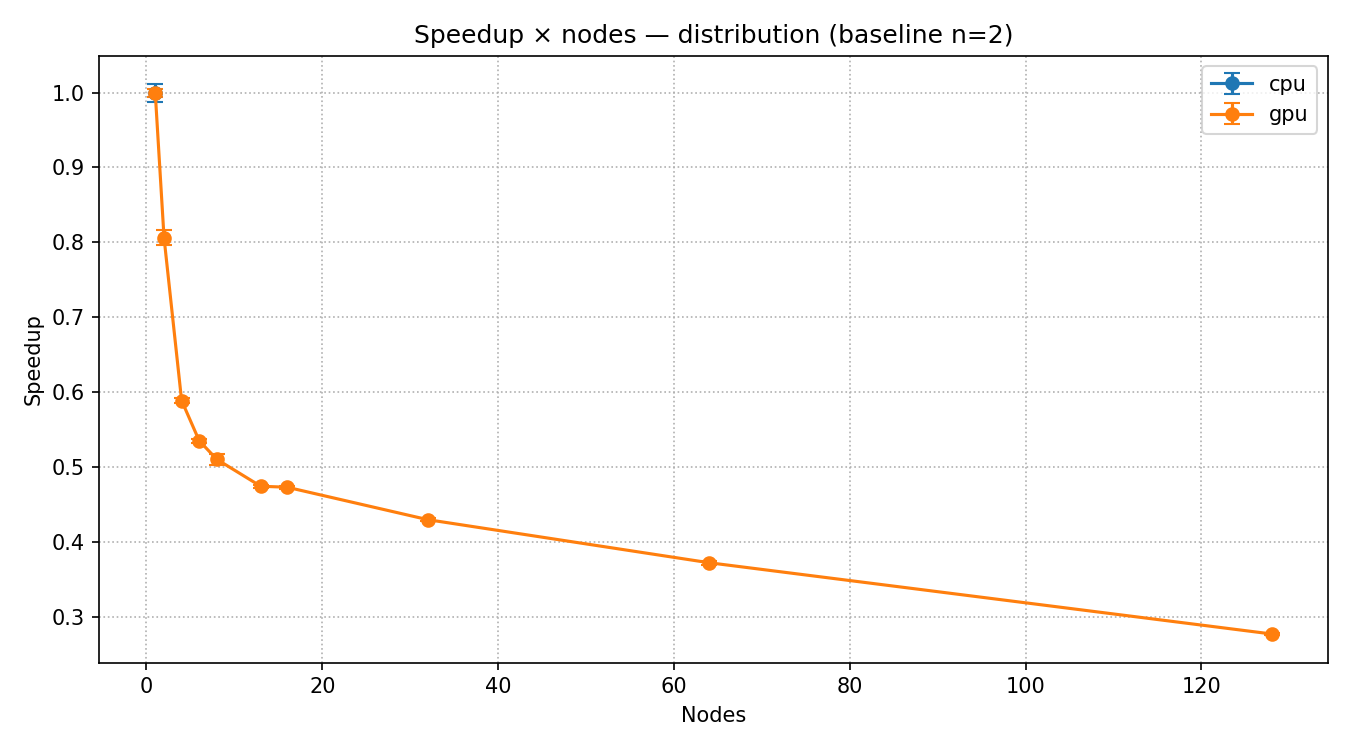 Speedup × nodes — distribution (baseline n=2)
cpu
gpu
Speedup
1.0
0.9
0.8
0.7
0.6
0.5
0.4
0.3
0 20 40 60 80 100 120
Nodes